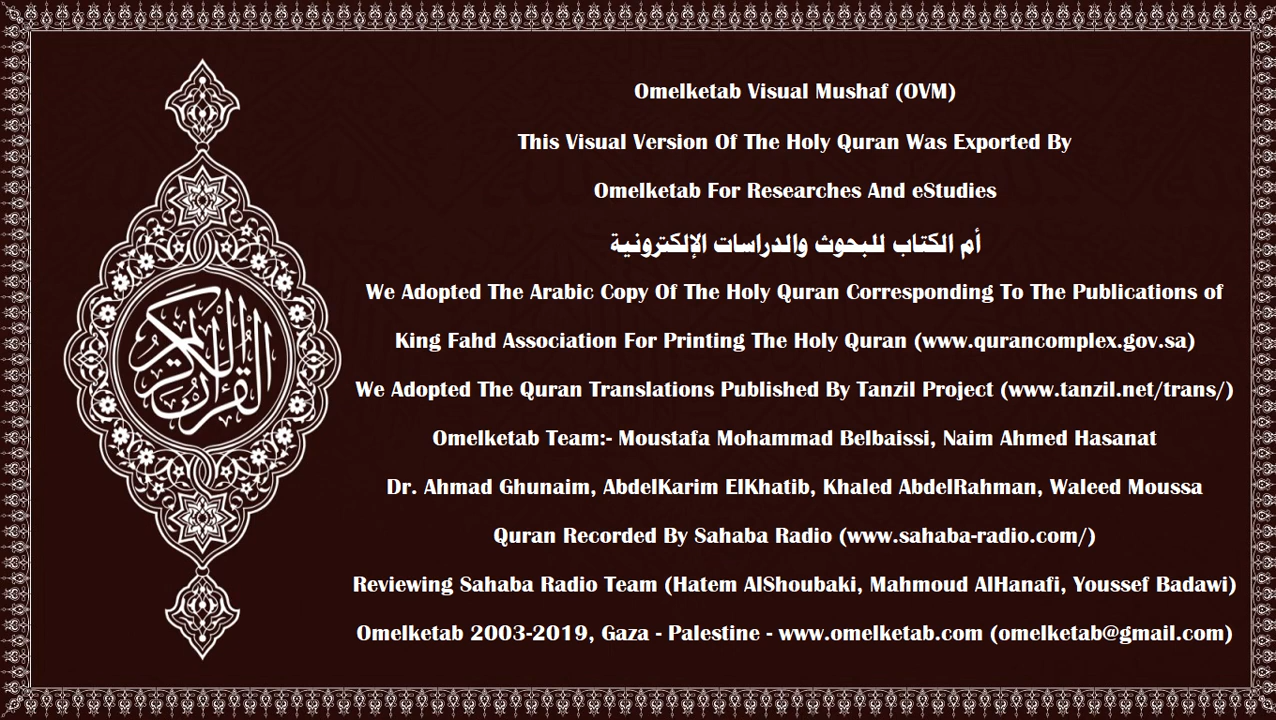 القرآن الكريم
Omelketab Visual Mushaf (OVM)
This Visual Version Of The Holy Quran Was Exported By
Omelketab For Researches And eStudies
أم الكتاب للبحوث والدراسات الإلكترونية
We Adopted The Arabic Copy Of The Holy Quran Corresponding To The Publications of
King Fahd Association For Printing The Holy Quran (www.qurancomplex.gov.sa)
We Adopted The Quran Translations Published By Tanzil Project (www.tanzil.net/trans/)
Omelketab Team:- Moustafa Mohammad Belbaissi, Naim Ahmed Hasanat
Dr. Ahmad Ghunaim, AbdelKarim ElKhatib, Khaled AbdelRahman, Waleed Moussa
Quran Recorded By Sahaba Radio (www.sahaba-radio.com/)
Reviewing Sahaba Radio Team (Hatem AlShoubaki, Mahmoud AlHanafi, Youssef Badawi)
Omelketab 2003-2019, Gaza - Palestine - www.omelketab.com (omelketab@gmail.com)